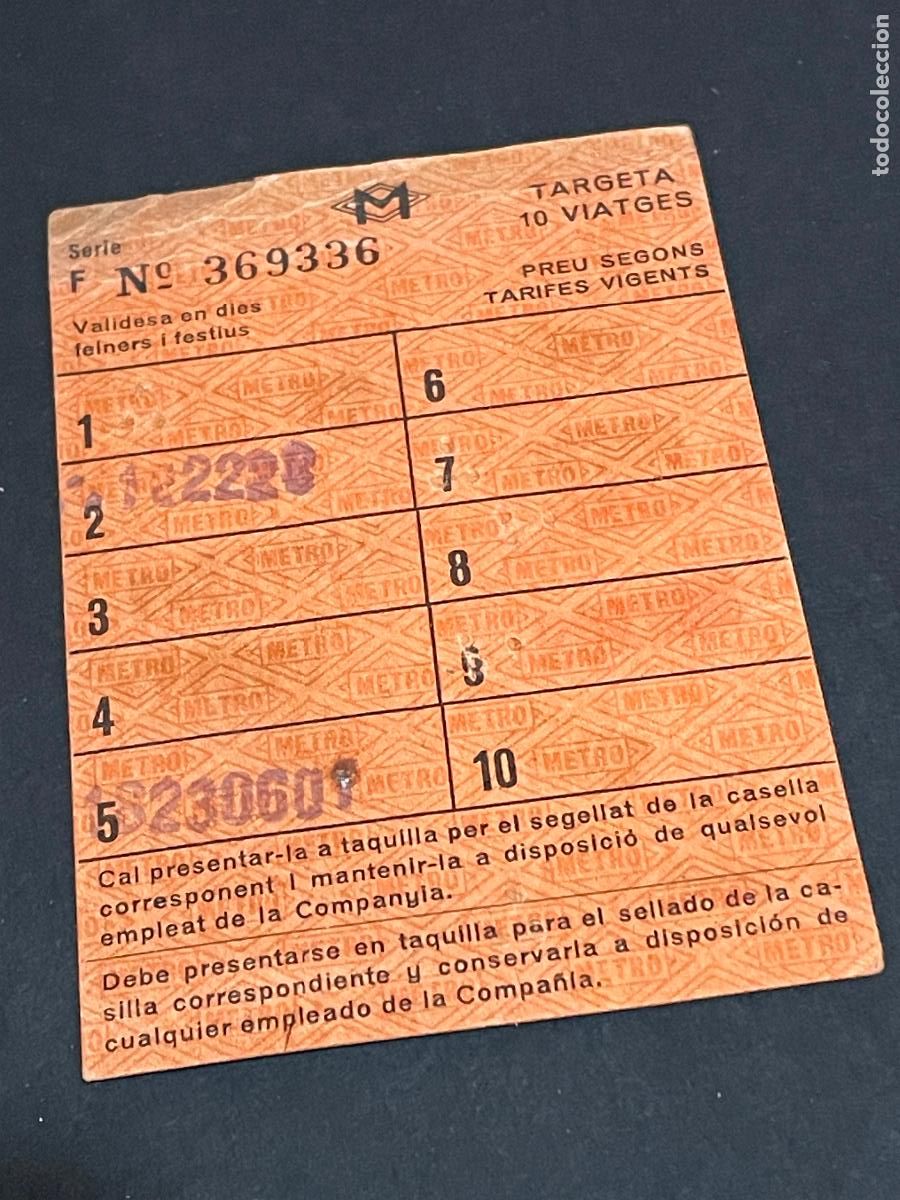 todocoleccion
M
TARGETA
10 VIATGES
Serie
F Nº 369336
PREU SEGONS
TARIFES VIGENTS
Validesa en dies
feiners i festius
1
2
3
4
5
6
7
8
9
10
Cal presentar-la a taquilla per el segellat de la casella
corresponent i mantenir-la a disposició de qualsevol
empleat de la Companyia.
Debe presentarse en taquilla para el sellado de la ca-
silla correspondiente y conservarla a disposición de
cualquier empleado de la Compañía.
METRO